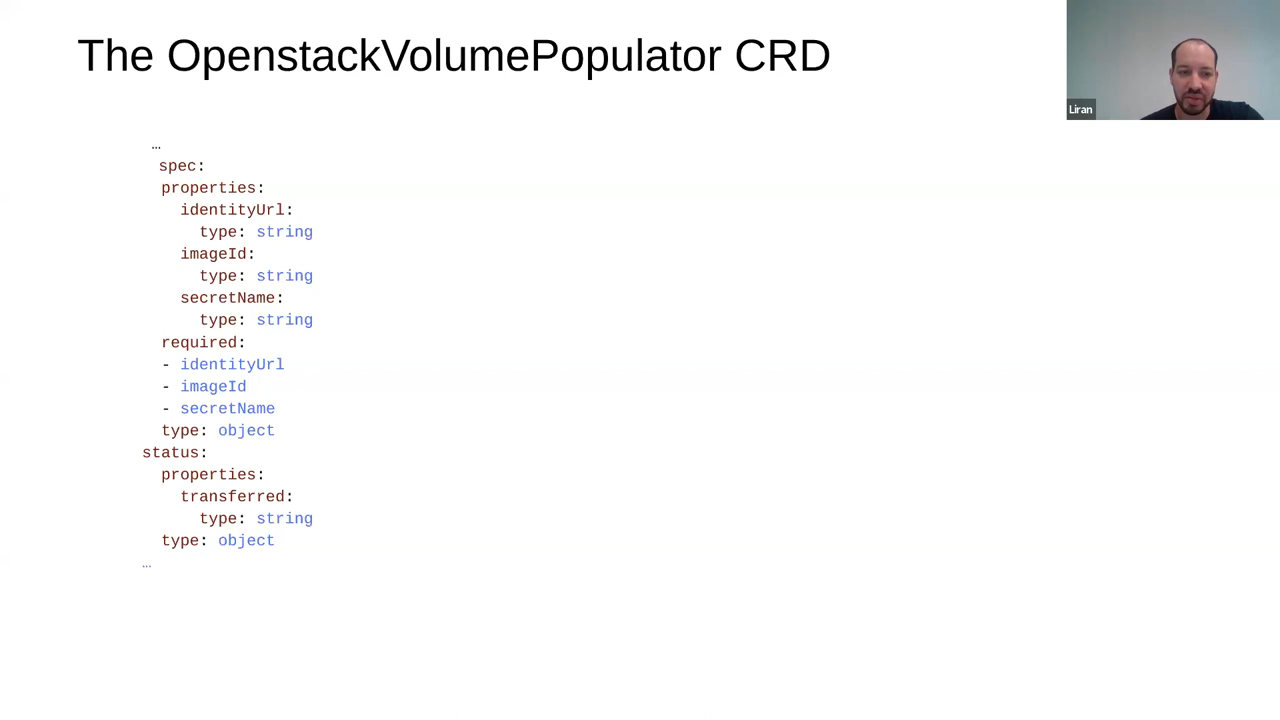 The OpenstackVolumePopulator CRD
Liran
…
spec:
properties:
identityUrl:
type: string
imageId:
type: string
secretName:
type: string
required:
- identityUrl
- imageId
- secretName
type: object
status:
properties:
transferred:
type: string
type: object
…